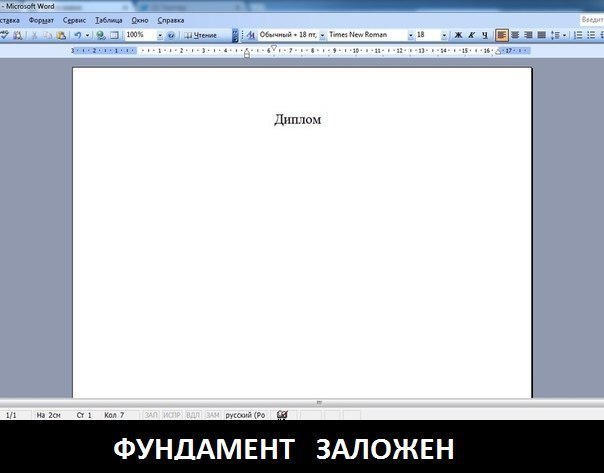 - Microsoft Word
ставка Формат Сервис Таблица Окно Справка Введит
100% Чтение Обычный + 18 пт, Times New Roman 18 Ж К Ч
3 2 1 1 2 3 4 5 6 7 8 9 10 11 12 13 14 15 16 17
Диплом
1/1 На 2см Ст 1 Кол 7 ЗАП ИСПР ВДЛ ЗАМ русский (Ро
ФУНДАМЕНТ ЗАЛОЖЕН